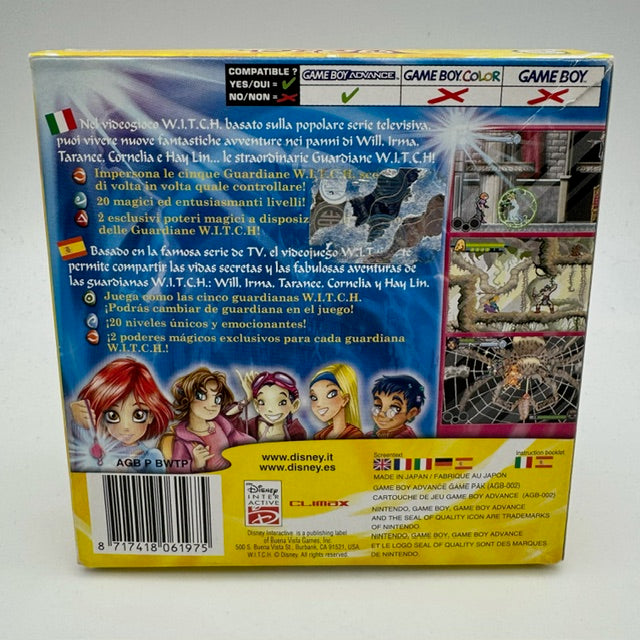 COMPATIBLE ?
YES/OUI =
NO/NON =
GAME BOY ADVANCE
GAME BOY COLOR
GAME BOY
Nel videogioco W.I.T.C.H. basato sulla popolare serie televisiva,
puoi vivere nuove fantastiche avventure nei panni di Will, Irma,
Taranee, Cornelia e Hay Lin... le straordinarie Guardiane W.I.T.C.H!
Impersona le cinque Guardiane W.I.T.C.H,
di volta in volta quale controllare!
20 magici ed entusiasmanti livelli!
2 esclusivi poteri magici a
delle Guardiane W.I.T.C.H!
Basado en la famosa serie de TV, el videojuego
permite compartir las vidas secretas y las fabulosas aventuras de
las guardianas W.I.T.C.H.: Will, Irma, Taranee, Cornelia y Hay Lin.
Juega como las cinco guardianas W.I.T.C.H.
¡Podrás cambiar de guardiana en el juego!
¡20 niveles únicos y emocionantes!
¡2 poderes mágicos exclusivos para cada guardiana
W.I.T.C.H.!
AGB P BWTP
8 717418 061975
www.disney.it
www.disney.es
Disney
INTER
ACTIVE
CLIMAX
Disney Interactive is a publishing label
of Buena Vista Games, Inc.
500 S. Buena Vista St., Burbank, CA 91521, USA.
W.I.T.C.H © Disney. All rights reserved.
Screentext
Instruction booklet
MADE IN JAPAN / FABRIQUE AU JAPON
GAME BOY ADVANCE GAME PAK (AGB-002)
CARTOUCHE DE JEU GAME BOY ADVANCE (AGB-002)
NINTENDO, GAME BOY, GAME BOY ADVANCE
AND THE SEAL OF QUALITY ICON ARE TRADEMARKS
OF NINTENDO.
NINTENDO, GAME BOY, GAME BOY ADVANCE
ET LE LOGO SEAL OF QUALITY SONT DES MARQUES
DE NINTENDO.